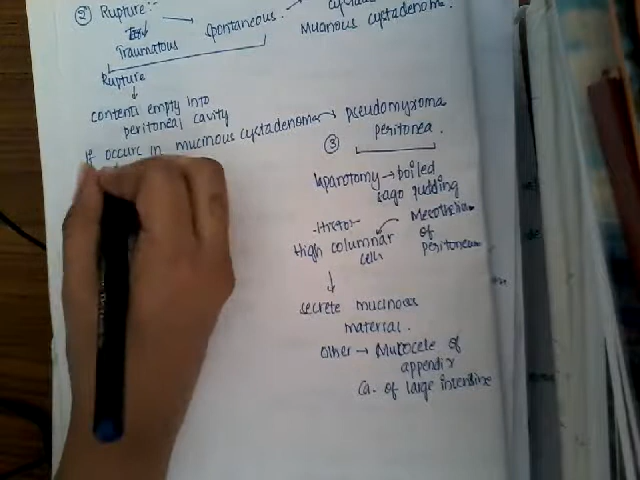 ② Rupture:-
Traumatous
Spontaneous.
Mucinous cystadenoma.
Rupture
contents empty into
peritoneal cavity
If occurs in mucinous cystadenoma → pseudomyxoma
peritonea.
③
laparotomy → boiled
sago pudding
Mesothelium
of
peritoneum
-Histo-
High columnar
cells
secrete mucinous
material.
Other → Mucocele of
appendix
Ca. of large intestine